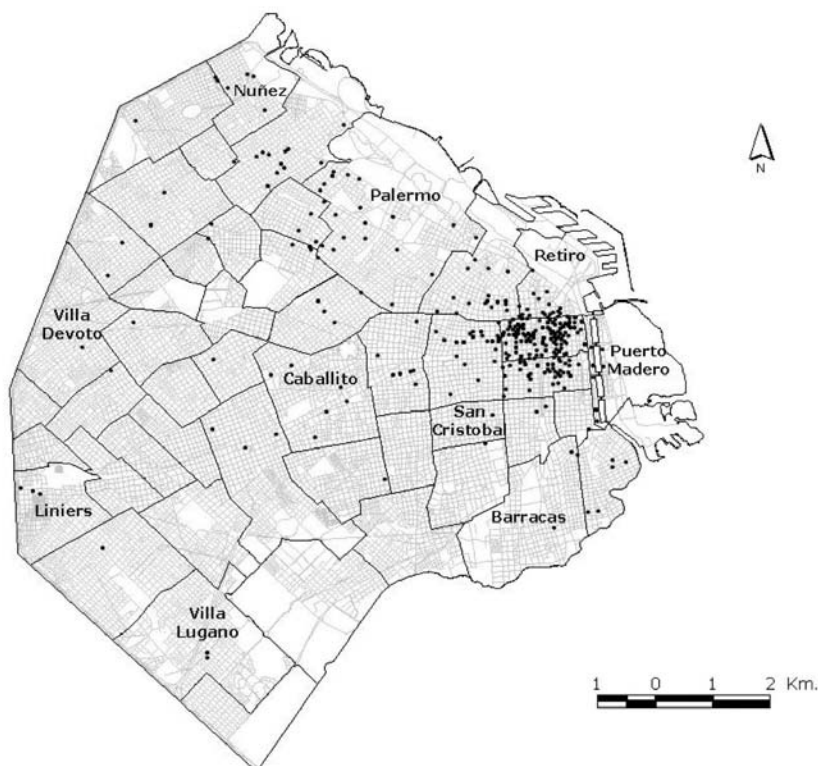 Nuñez
N
Palermo
Retiro
Villa
Devoto
Puerto
Madero
Caballito
San
Cristobal
Liniers
Barracas
Villa
Lugano
1 0 1 2 Km.